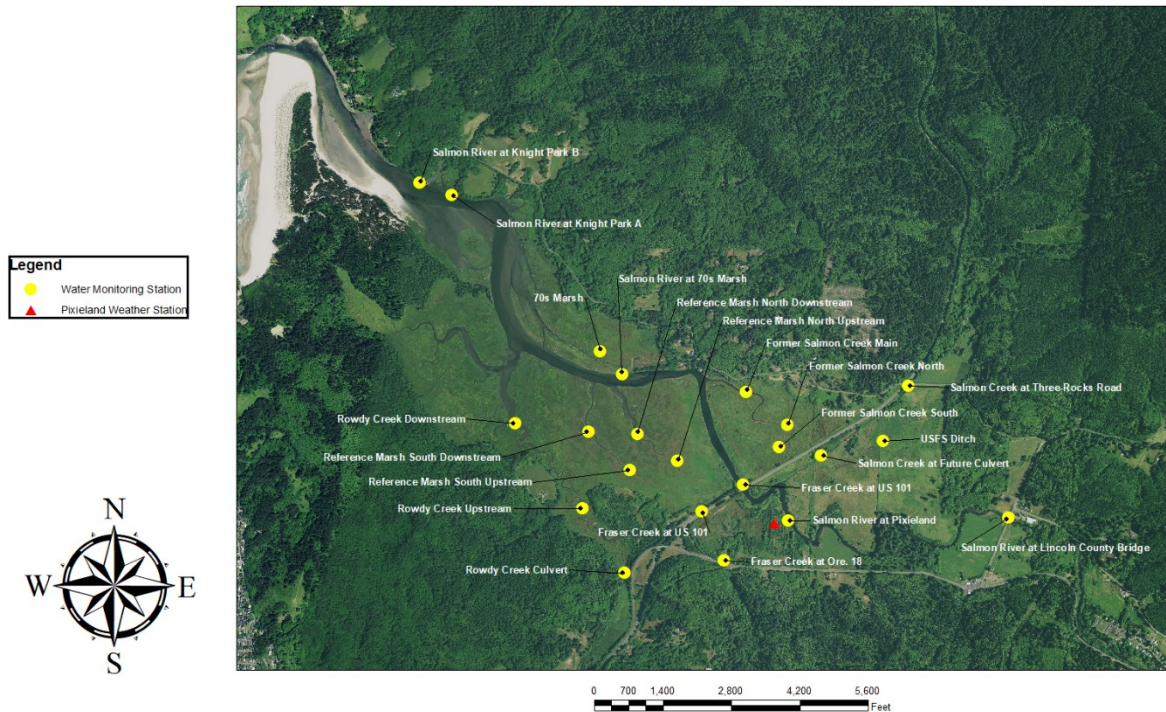 Salmon River at Knight Park B
Salmon River at Knight Park A
Legend
Water Monitoring Station
Pixieland Weather Station
Salmon River at 70s Marsh
70s Marsh
Reference Marsh North Downstream
Reference Marsh North Upstream
Former Salmon Creek Main
Former Salmon Creek North
Salmon Creek at Three Rocks Road
Rowdy Creek Downstream
Former Salmon Creek South
USFS Ditch
Reference Marsh South Downstream
Salmon Creek at Future Culvert
Reference Marsh South Upstream
Fraser Creek at US 101
Rowdy Creek Upstream
Salmon River at Pixieland
Fraser Creek at US 101
Salmon River at Lincoln County Bridge
Fraser Creek at Ore. 18
Rowdy Creek Culvert
N
W E
S
0 700 1,400 2,800 4,200 5,600
Feet